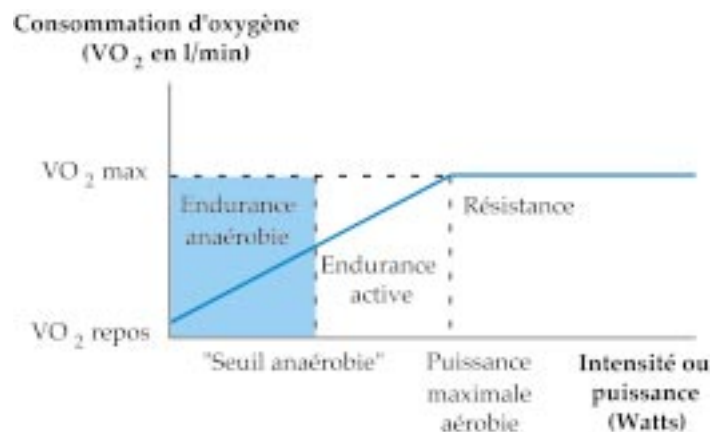 Consommation d'oxygène
(VO 2 en l/min)
VO 2 max
Endurance
anaérobie
Résistance
Endurance
active
VO 2 repos
"Seuil anaérobie"
Puissance
maximale
aérobie
Intensité ou
puissance
(Watts)